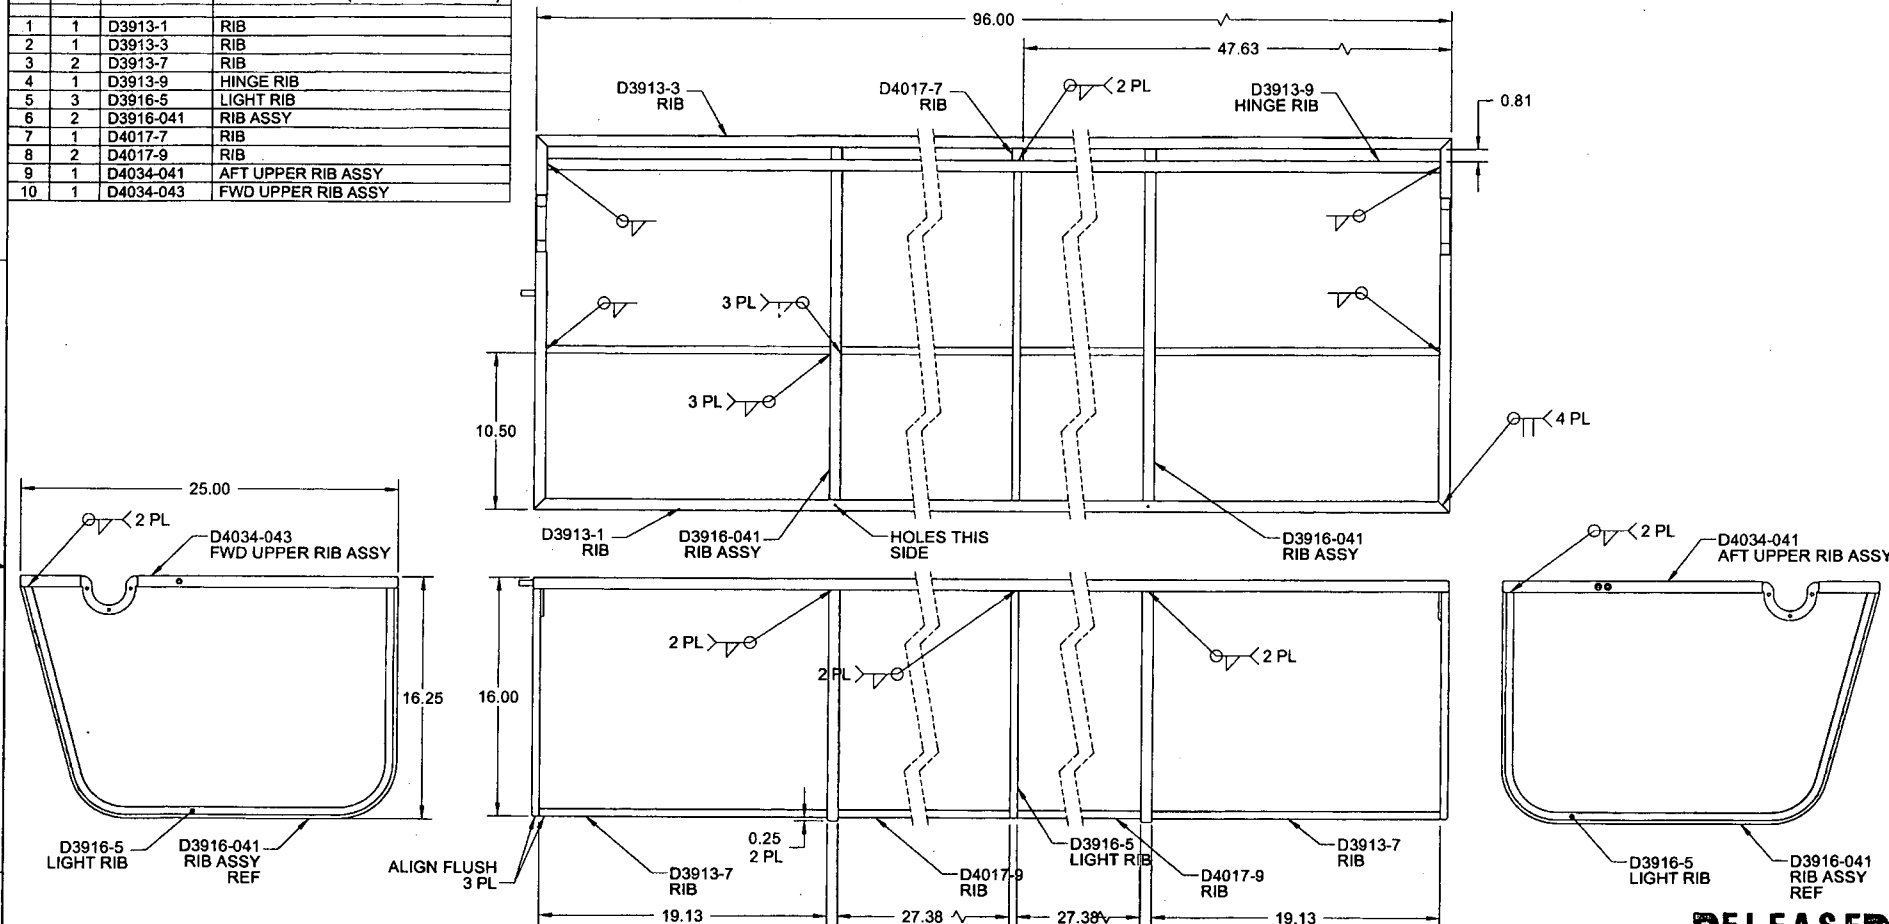 1 1 D3913-1 RIB
2 1 D3913-3 RIB
3 2 D3913-7 RIB
4 1 D3913-9 HINGE RIB
5 3 D3916-5 LIGHT RIB
6 2 D3916-041 RIB ASSY
7 1 D4017-7 RIB
8 2 D4017-9 RIB
9 1 D4034-041 AFT UPPER RIB ASSY
10 1 D4034-043 FWD UPPER RIB ASSY
96.00
47.63
D3913-3
RIB
D4017-7
RIB
2 PL
D3913-9
HINGE RIB
0.81
3 PL
3 PL
10.50
4 PL
D3913-1
RIB
D3916-041
RIB ASSY
HOLES THIS
SIDE
D3916-041
RIB ASSY
25.00
2 PL
D4034-043
FWD UPPER RIB ASSY
16.25
D3916-5
LIGHT RIB
D3916-041
RIB ASSY
REF
16.00
2 PL
2 PL
2 PL
0.25
2 PL
ALIGN FLUSH
3 PL
D3913-7
RIB
D4017-9
RIB
D3916-5
LIGHT RIB
D4017-9
RIB
D3913-7
RIB
19.13
27.38
27.38
19.13
2 PL
D4034-041
AFT UPPER RIB ASSY
D3916-5
LIGHT RIB
D3916-041
RIB ASSY
REF
RELEASED